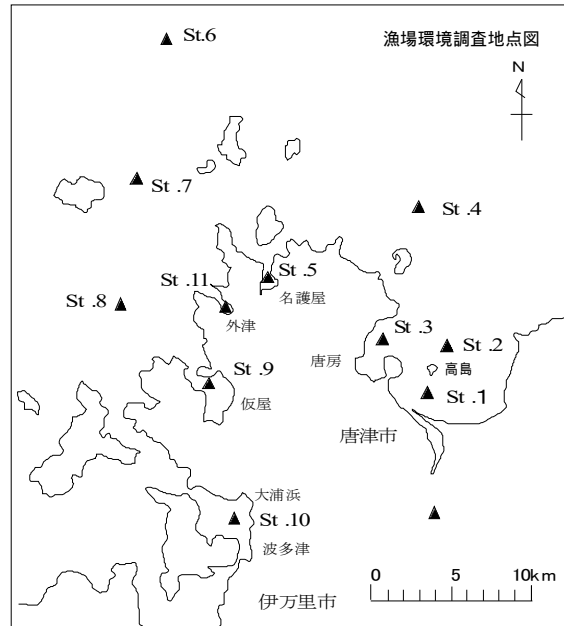 St.6
漁場環境調査地点図
N
St.7
St.4
St.5
St.11
St.8
名護屋
外津
St.3
St.2
唐房
高島
St.9
St.1
仮屋
唐津市
大浦浜
St.10
波多津
伊万里市
0 5 10km